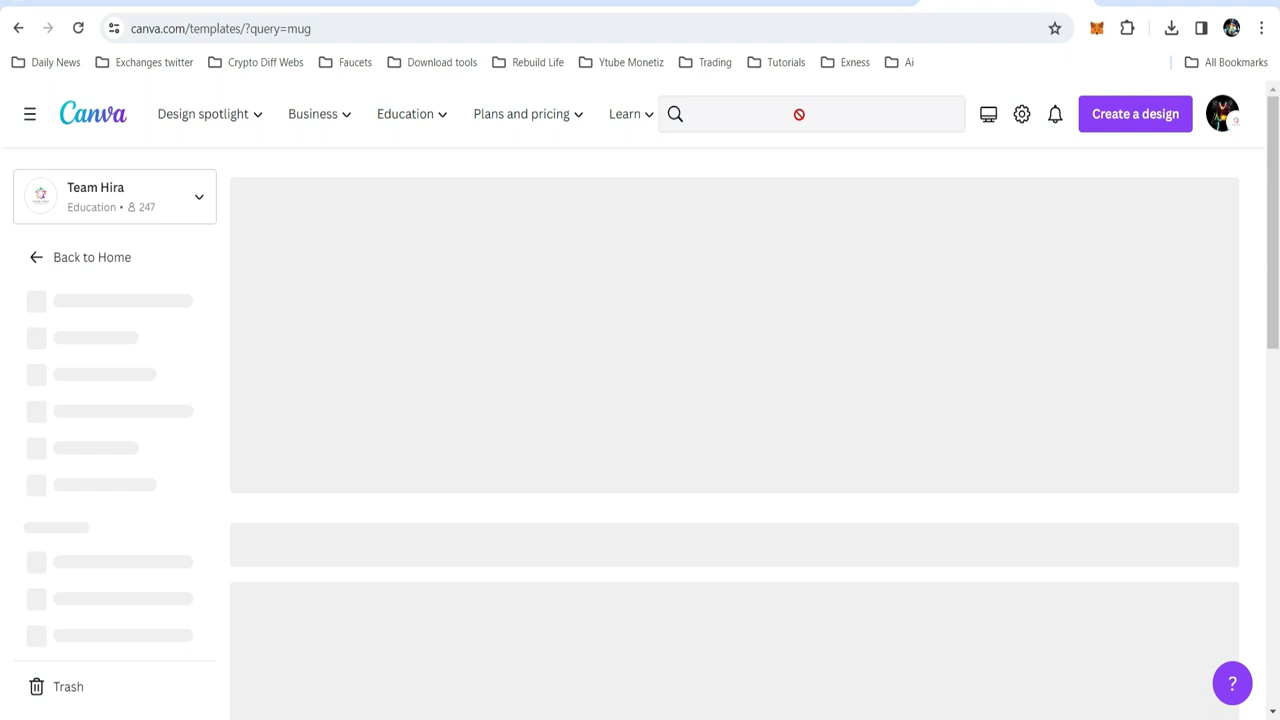 canva.com/templates/?query=mug
Daily News
Exchanges twitter
Crypto Diff Webs
Faucets
Download tools
Rebuild Life
Ytube Monetiz
Trading
Tutorials
Exness
Ai
All Bookmarks
Canva
Design spotlight
Business
Education
Plans and pricing
Learn
Create a design
Team Hira
Education • 247
Back to Home
Trash
?